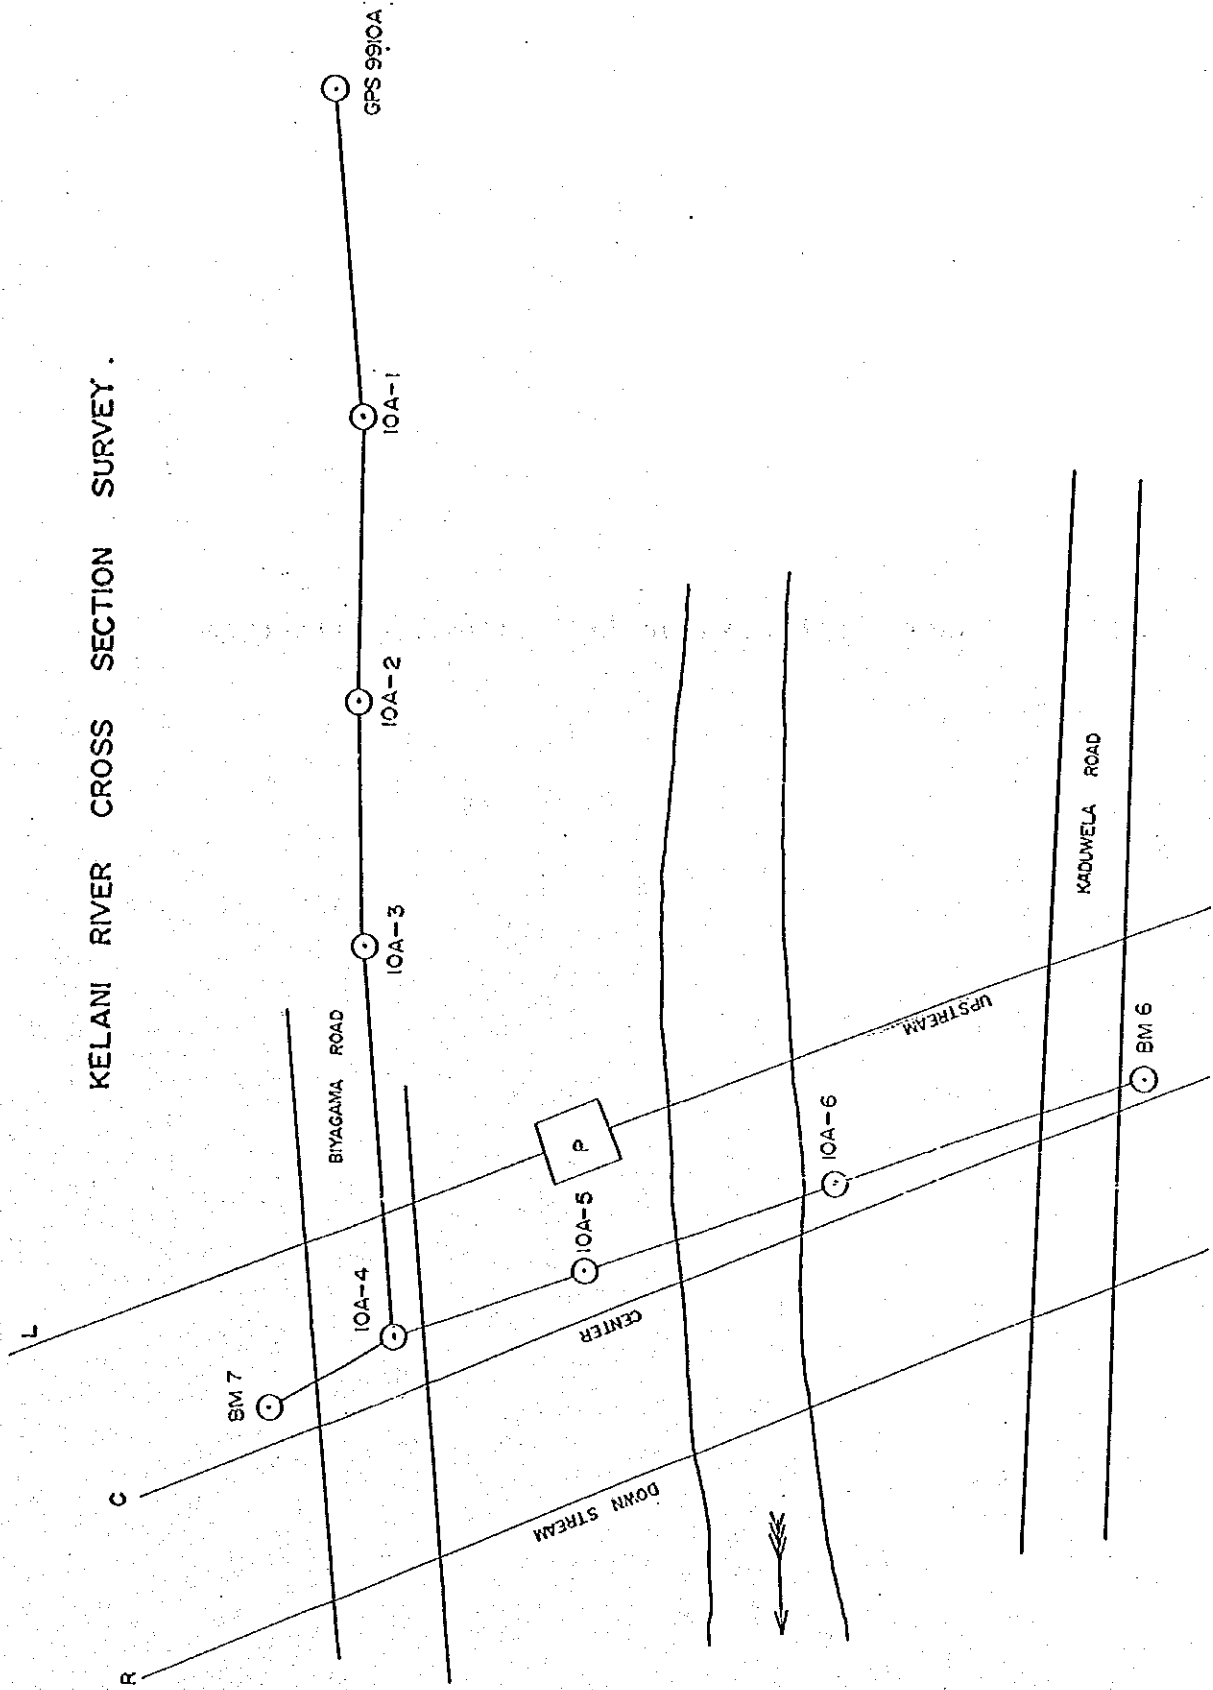 KELANI RIVER CROSS SECTION SURVEY.
GPS 9910A
10A-1
10A-2
10A-3
BIYAGAMA ROAD
10A-4
BM 7
L
C
R
10A-5
10A-6
CENTER
UPSTREAM
DOWN STREAM
KADUWELA ROAD
BM 6